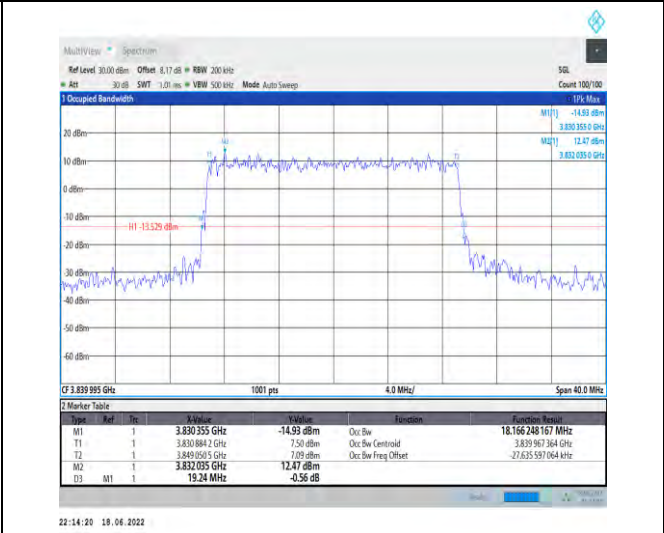 MultiView Spectrum
Ref Level 30.00 dBm Offset 8.17 dB RBW 200 kHz SGL
Att 30 dB SWT 1.01 ms VBW 500 kHz Mode Auto Sweep Count 100/100
1 Occupied Bandwidth 1Pk Max
M1[1] -14.93 dBm
3.830 355 0 GHz
M2[1] 12.47 dBm
3.832 035 0 GHz
20 dBm
M2
T1 T2
10 dBm
0 dBm
-10 dBm
H1 -13.529 dBm
-20 dBm
-30 dBm
-40 dBm
-50 dBm
-60 dBm
CF 3.839 995 GHz 1001 pts 4.0 MHz/ Span 40.0 MHz
2 Marker Table
Type Ref Trc X-Value Y-Value Function Function Result
M1 1 3.830 355 GHz -14.93 dBm Occ Bw 18.166 248 167 MHz
T1 1 3.830 884 2 GHz 7.50 dBm Occ Bw Centroid 3.839 967 364 GHz
T2 1 3.849 050 5 GHz 7.09 dBm Occ Bw Freq Offset -27.635 597 064 kHz
M2 1 3.832 035 GHz 12.47 dBm
D3 M1 1 19.24 MHz -0.56 dB
22:14:20 18.06.2022